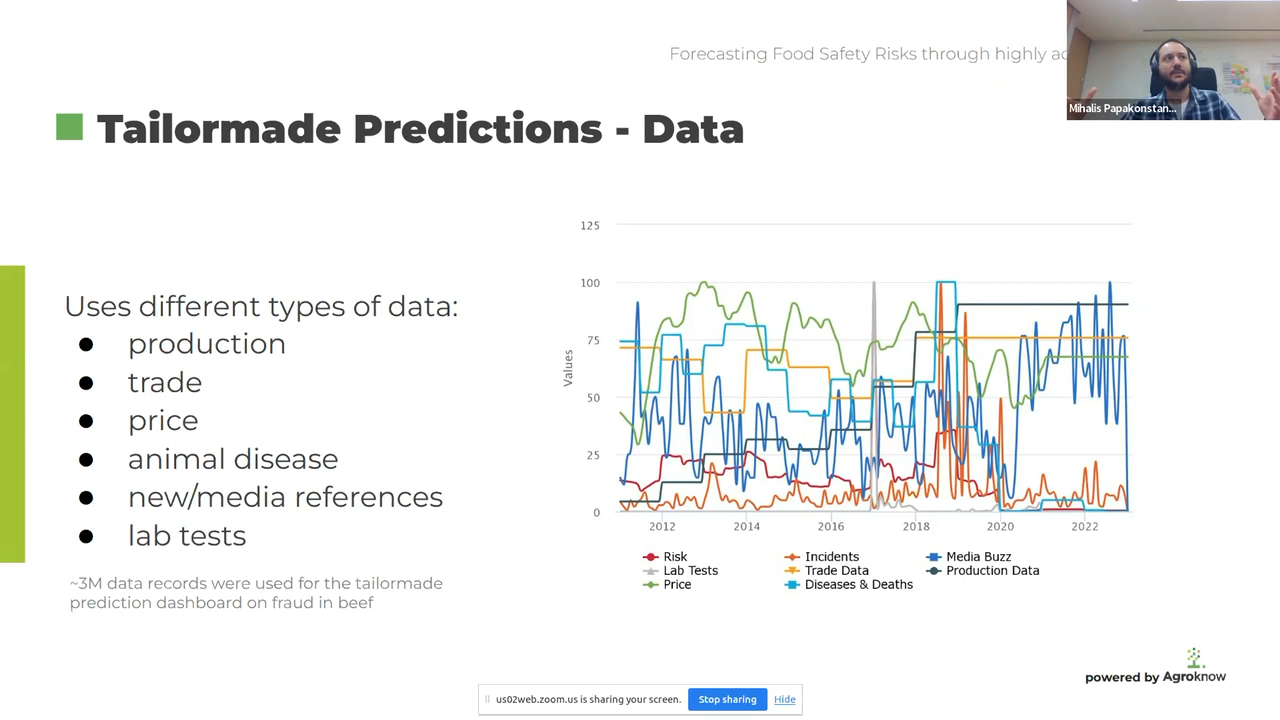 Forecasting Food Safety Risks through highly ac
Mihalis Papakonstan...
Tailormade Predictions - Data
Uses different types of data:
● production
● trade
● price
● animal disease
● new/media references
● lab tests
~3M data records were used for the tailormade
prediction dashboard on fraud in beef
125
100
75
50
25
0
Values
2012 2014 2016 2018 2020 2022
Risk Incidents Media Buzz
Lab Tests Trade Data Production Data
Price Diseases & Deaths
powered by Agroknow
us02web.zoom.us is sharing your screen. Stop sharing Hide